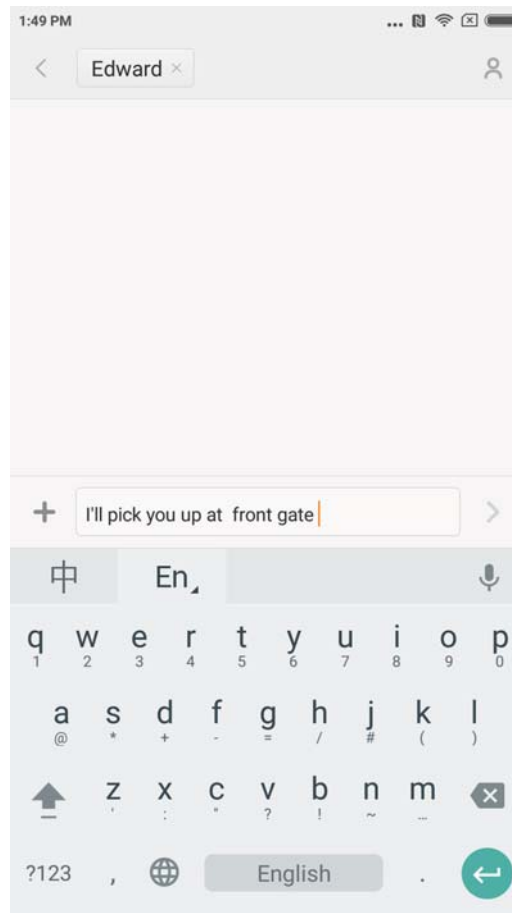 1:49 PM
Edward ×
I'll pick you up at  front gate
中 En
q w e r t y u i o p
1 2 3 4 5 6 7 8 9 0
a s d f g h j k l
@ * + - = / # ( )
z x c v b n m
' : " ? ! ~ ...
?123 , English .